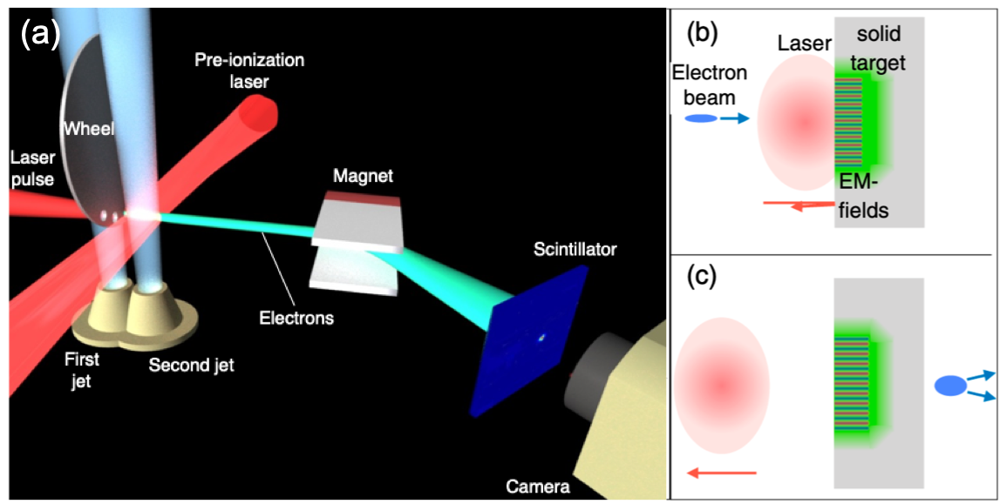 (a)
Pre-ionization
laser
Wheel
Laser
pulse
Magnet
Scintillator
Electrons
First
jet
Second jet
Camera
(b)
Laser
solid
target
Electron
beam
EM-
fields
(c)